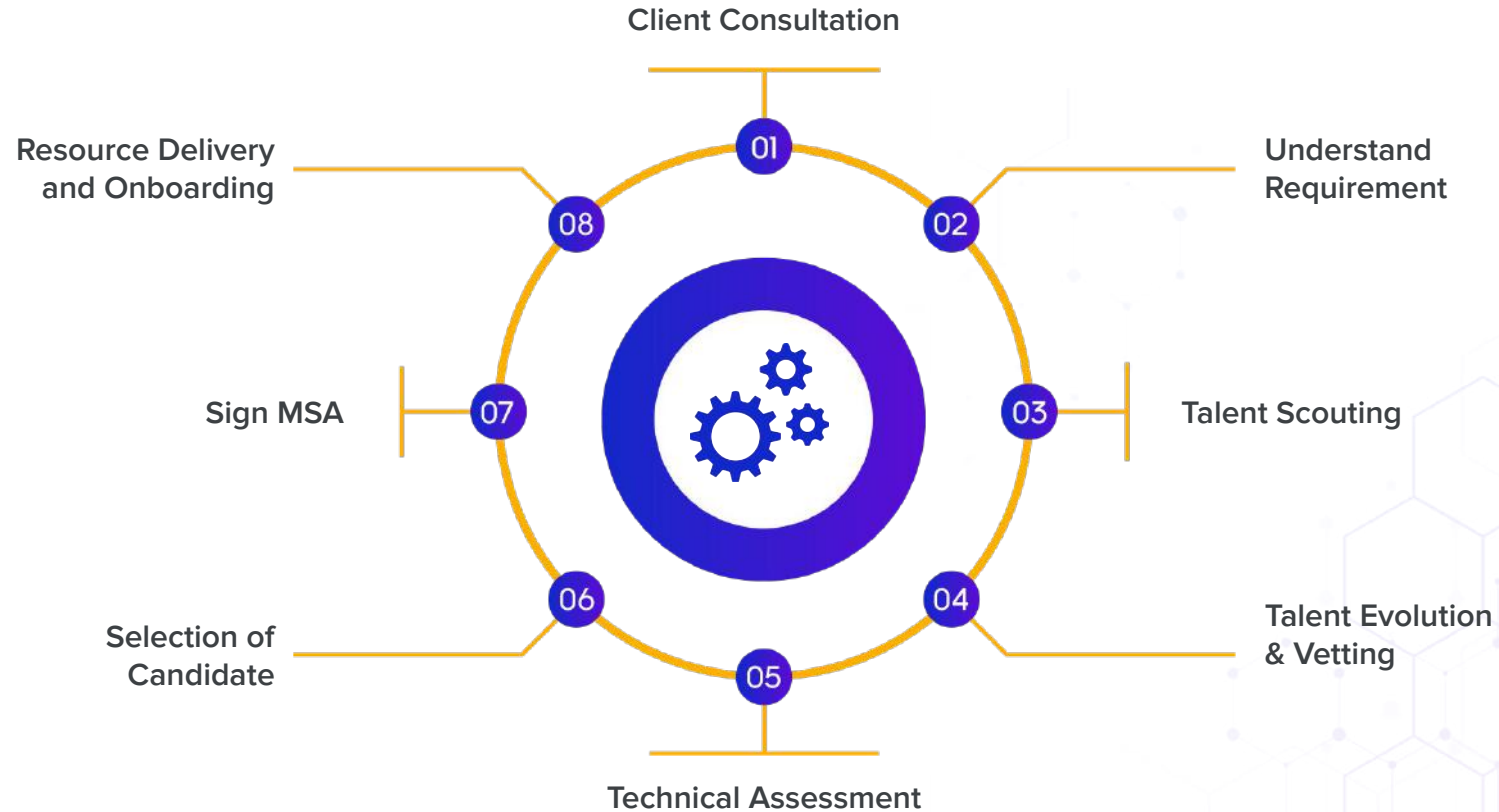 Client Consultation
01
Understand
Requirement
02
Talent Scouting
03
Talent Evolution
& Vetting
04
Technical Assessment
05
Selection of
Candidate
06
Sign MSA
07
Resource Delivery
and Onboarding
08